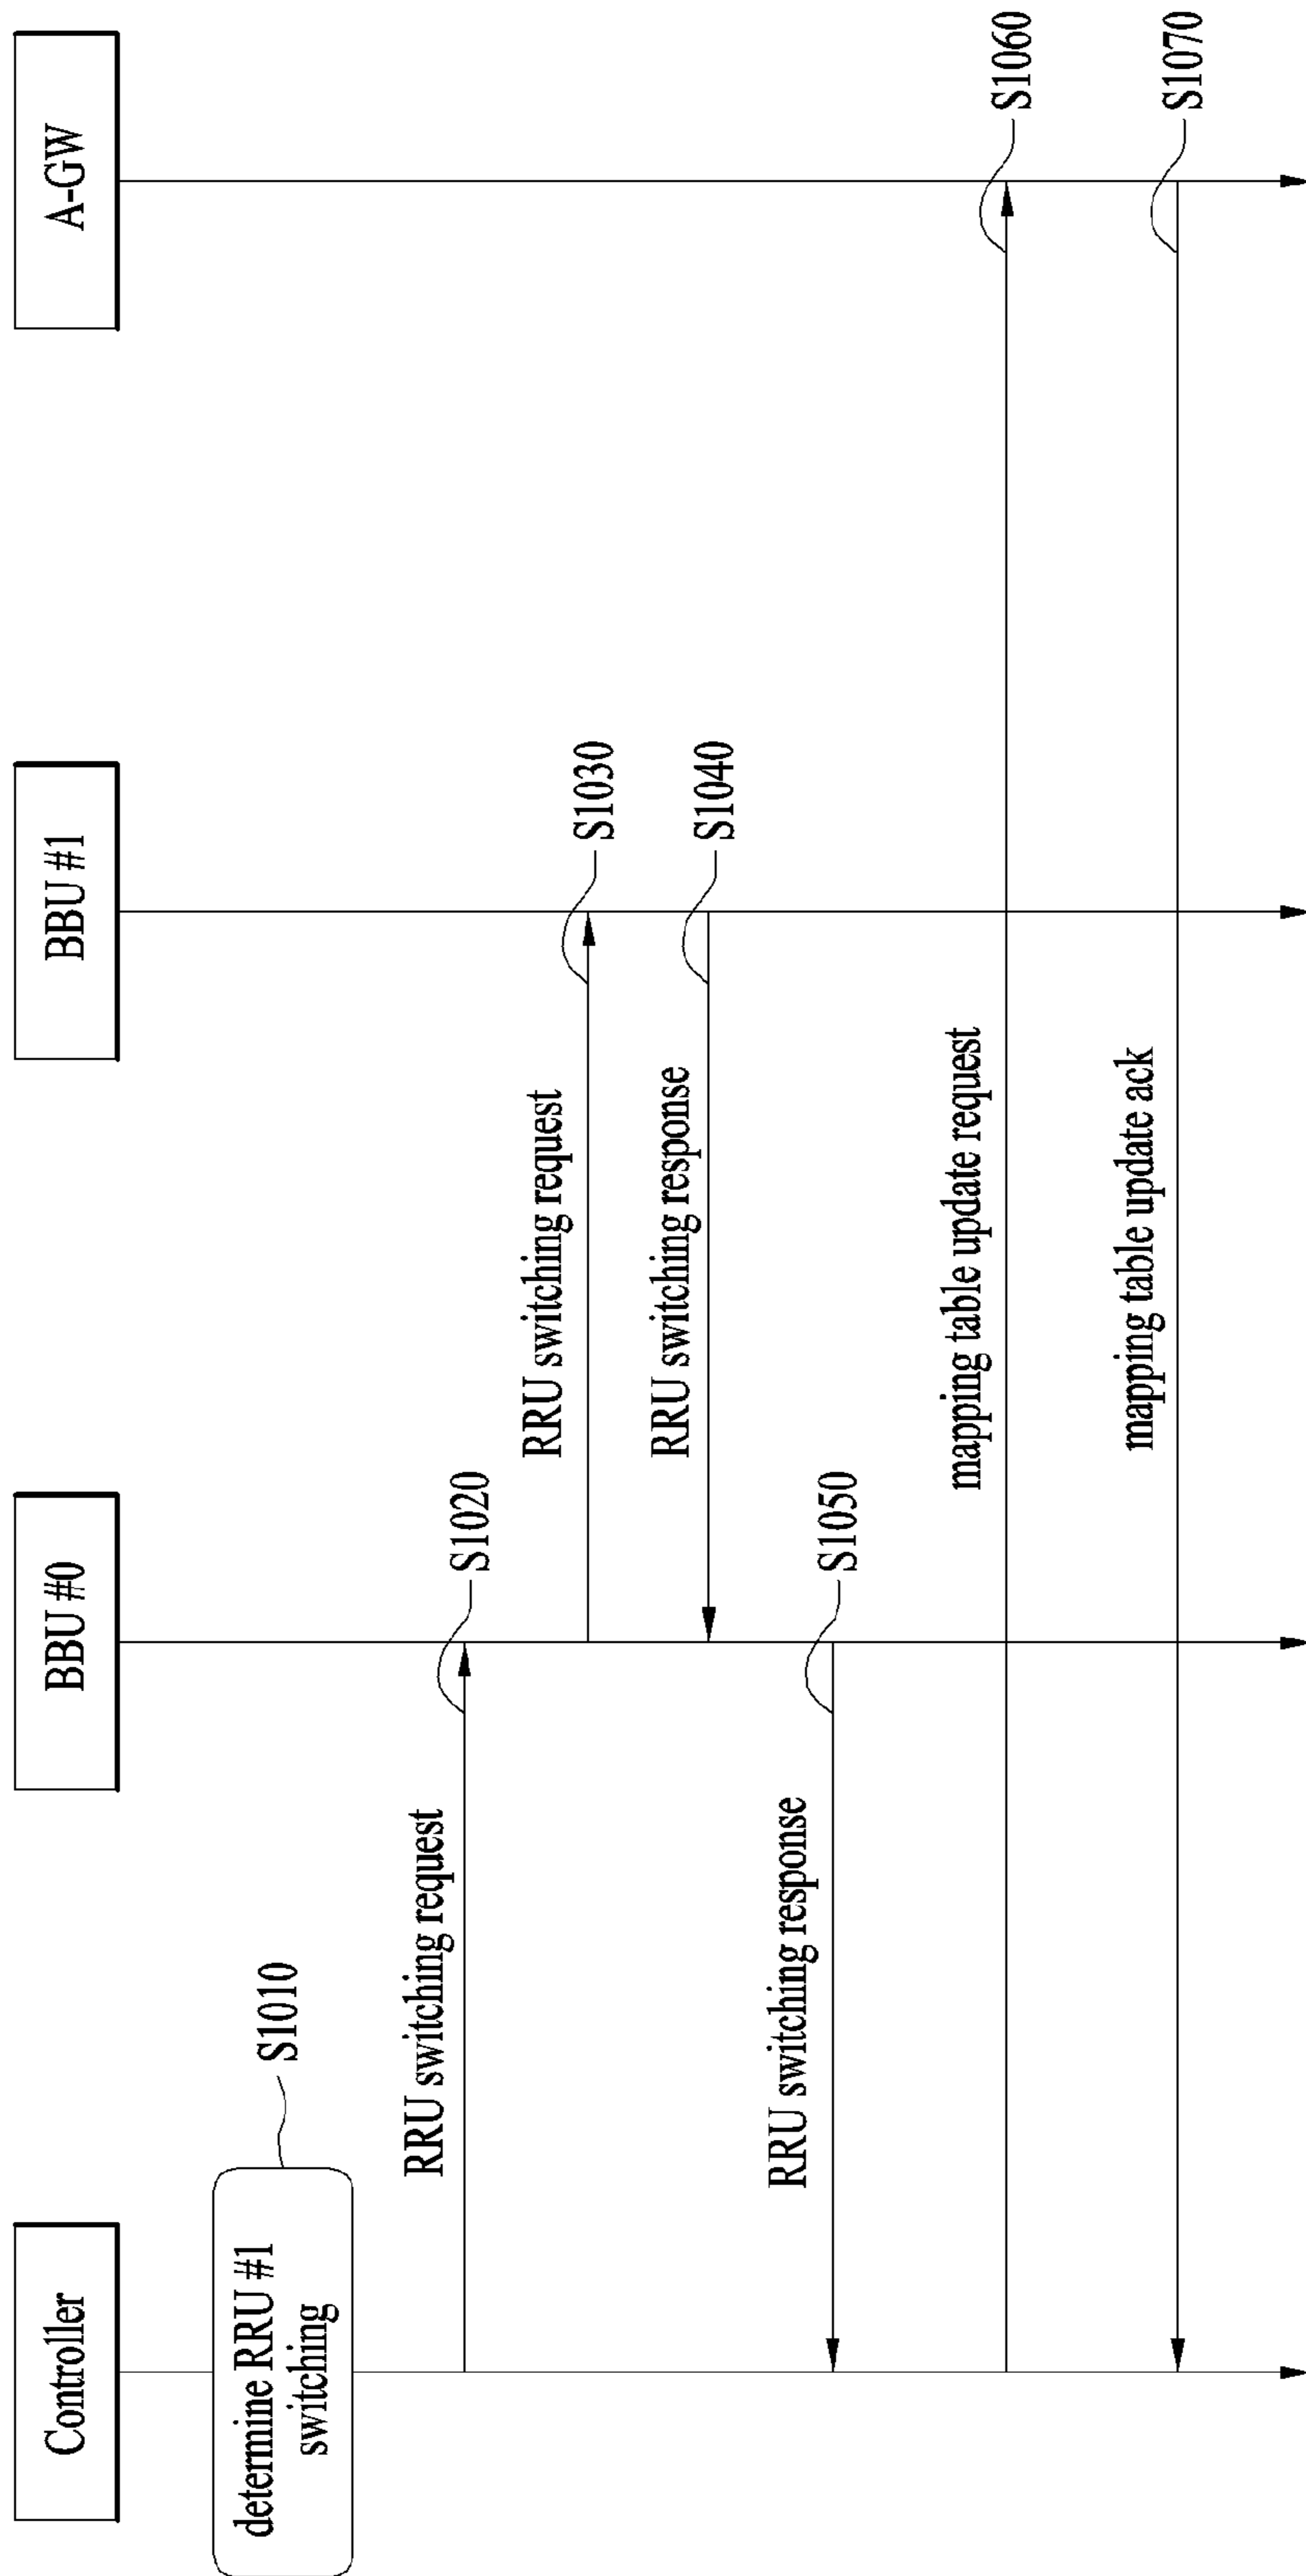 Controller
BBU #0
BBU #1
A-GW
determine RRU #1
switching
S1010
RRU switching request
S1020
RRU switching request
S1030
RRU switching response
S1040
RRU switching response
S1050
mapping table update request
S1060
mapping table update ack
S1070